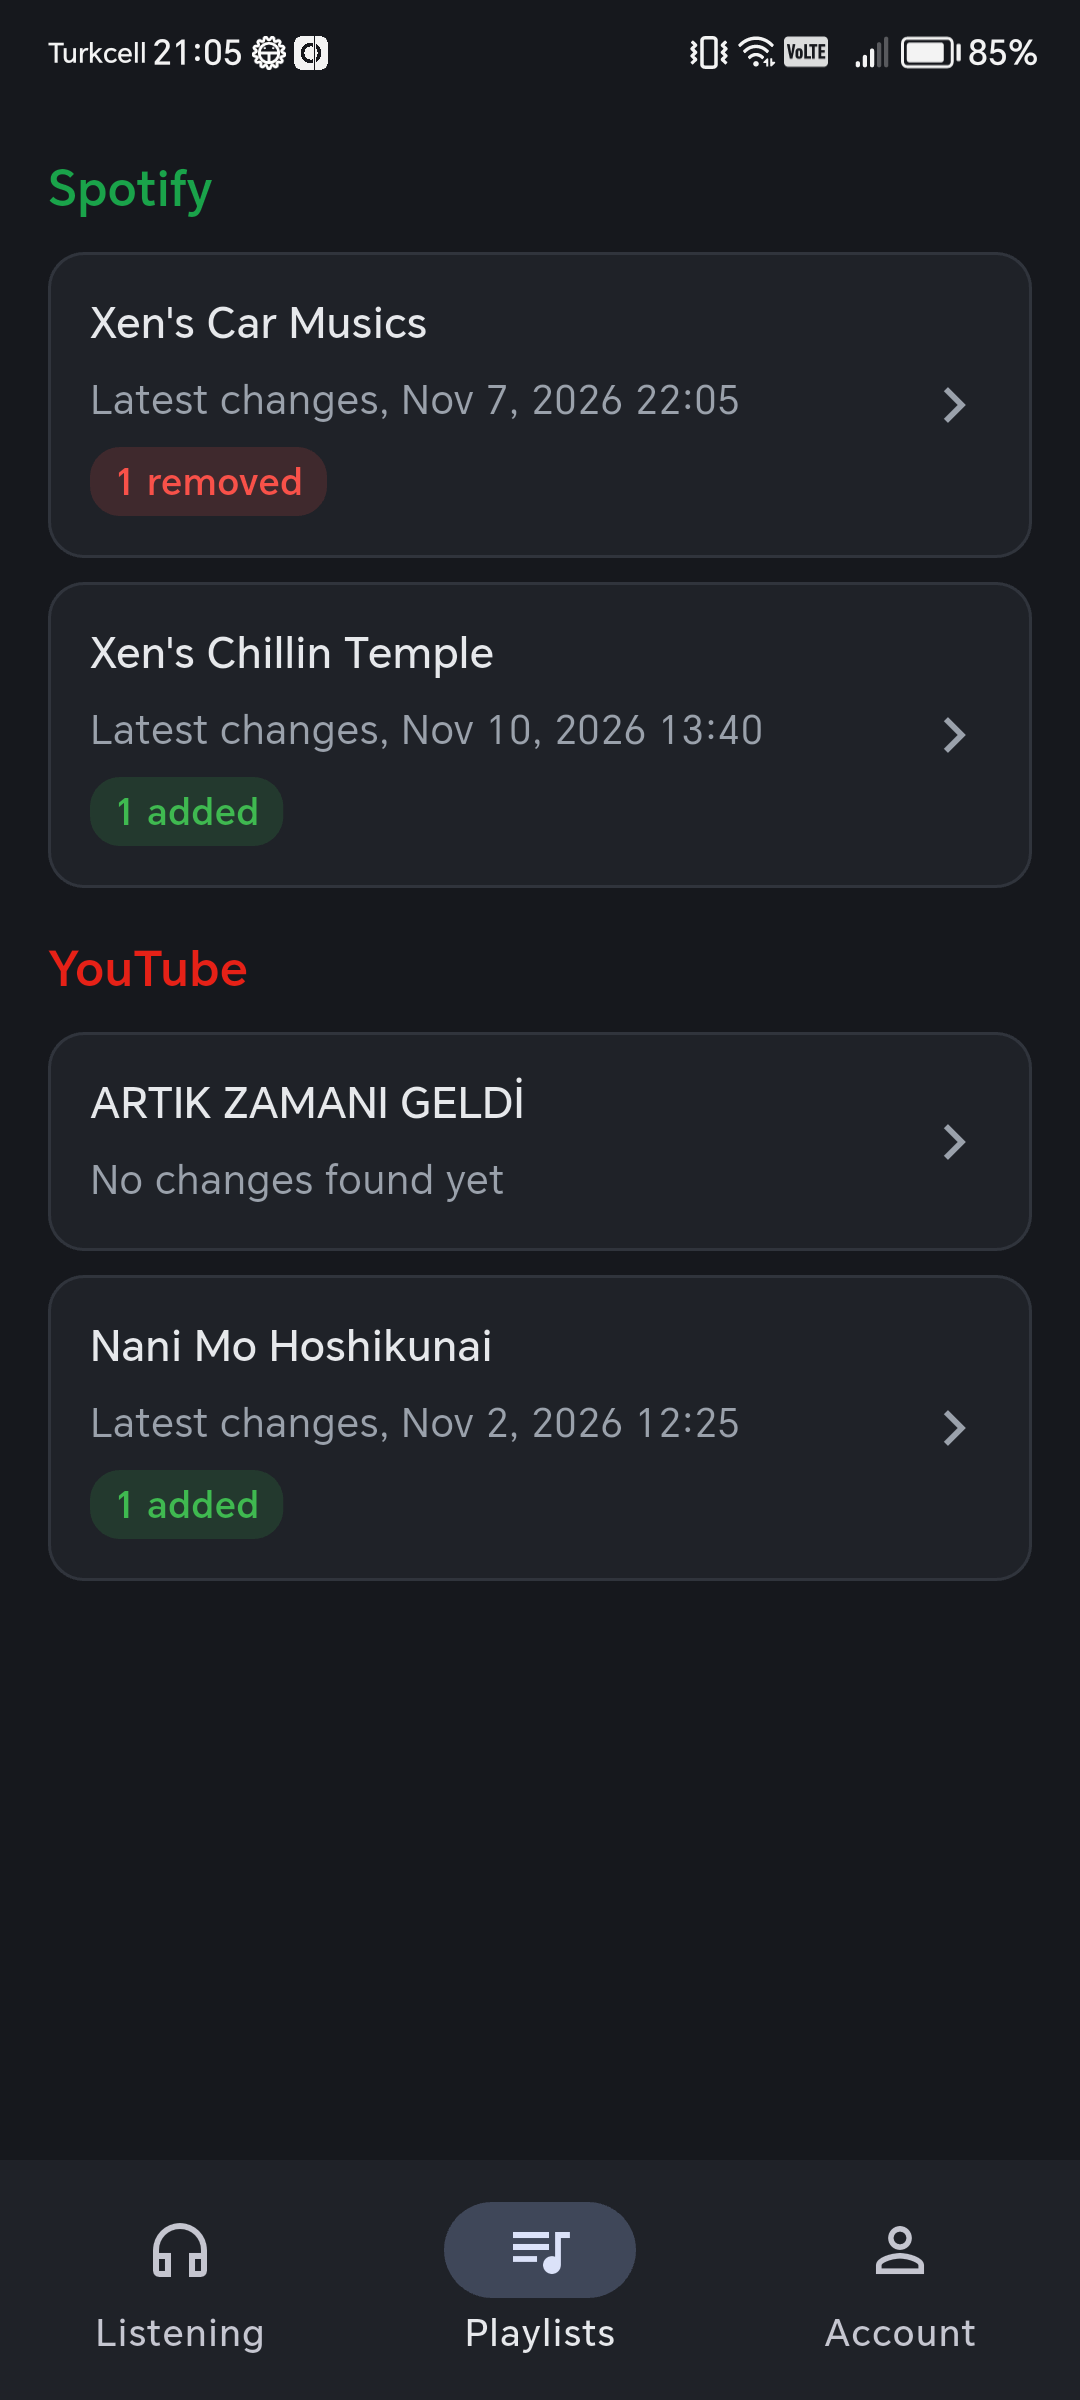 Turkcell 21:05 VoLTE 85%
Spotify
Xen's Car Musics
Latest changes, Nov 7, 2026 22:05
1 removed
Xen's Chillin Temple
Latest changes, Nov 10, 2026 13:40
1 added
YouTube
ARTIK ZAMANI GELDİ
No changes found yet
Nani Mo Hoshikunai
Latest changes, Nov 2, 2026 12:25
1 added
Listening Playlists Account